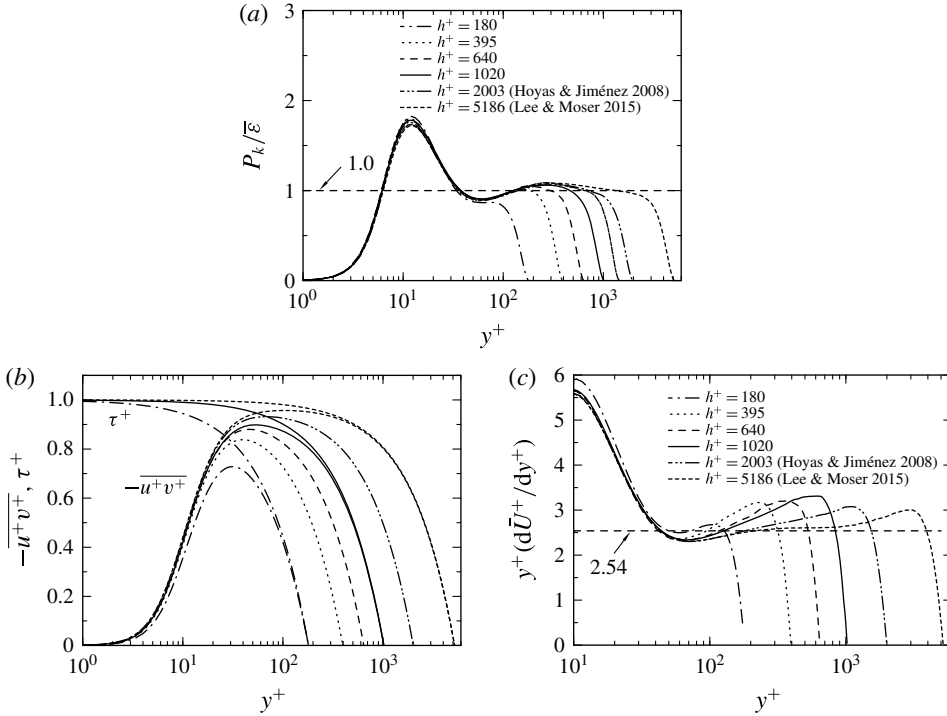 (a)
3
2
1
0
P_k/ε̅
1.0
h⁺ = 180
h⁺ = 395
h⁺ = 640
h⁺ = 1020
h⁺ = 2003 (Hoyas & Jiménez 2008)
h⁺ = 5186 (Lee & Moser 2015)
10⁰ 10¹ 10² 10³
y⁺
(b)
1.0
0.8
0.6
0.4
0.2
0
−u⁺v⁺, τ⁺
τ⁺
−u⁺v⁺
10⁰ 10¹ 10² 10³
y⁺
(c)
6
5
4
3
2
1
0
y⁺(dU̅⁺/dy⁺)
h⁺ = 180
h⁺ = 395
h⁺ = 640
h⁺ = 1020
h⁺ = 2003 (Hoyas & Jiménez 2008)
h⁺ = 5186 (Lee & Moser 2015)
2.54
10¹ 10² 10³
y⁺